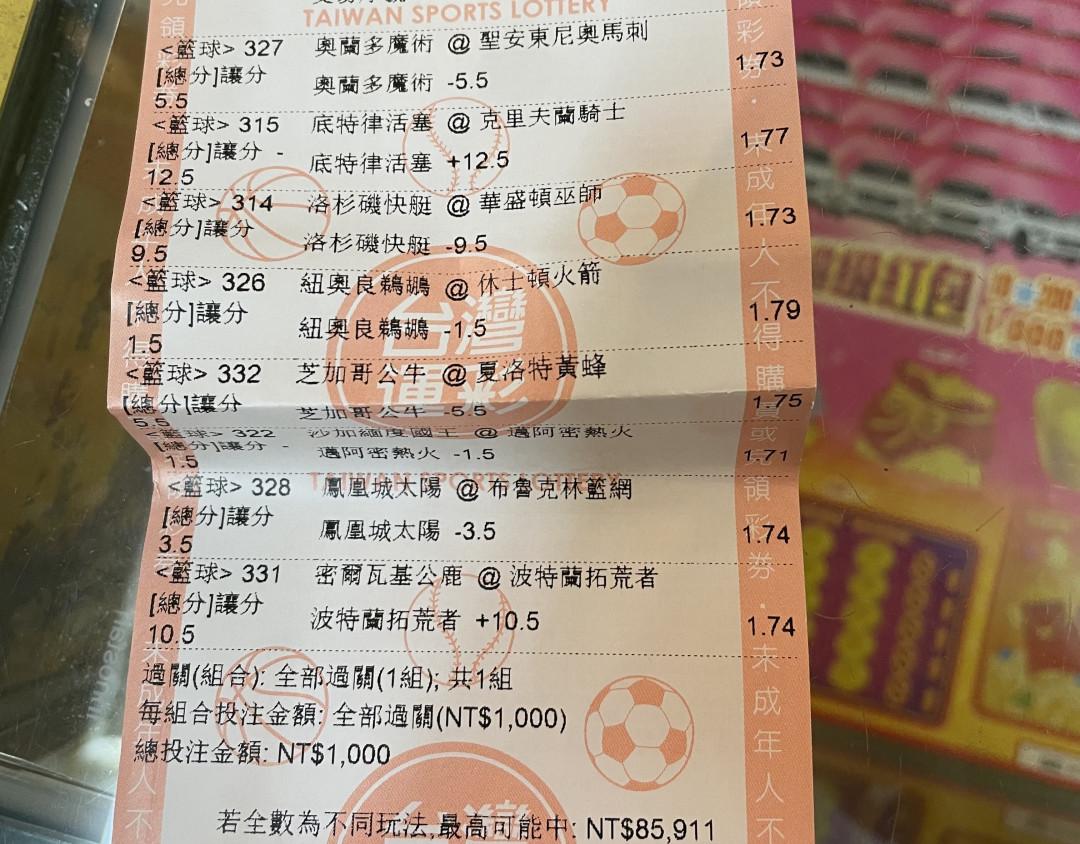 TAIWAN SPORTS LOTTERY
<籃球> 327 奧蘭多魔術 @ 聖安東尼奧馬刺 1.73
[總分]讓分 奧蘭多魔術 -5.5
5.5
<籃球> 315 底特律活塞 @ 克里夫蘭騎士 1.77
[總分]讓分 - 底特律活塞 +12.5
12.5
<籃球> 314 洛杉磯快艇 @ 華盛頓巫師 1.73
[總分]讓分 洛杉磯快艇 -9.5
9.5
<籃球> 326 紐奧良鵜鶘 @ 休士頓火箭 1.79
[總分]讓分 紐奧良鵜鶘 -1.5
1.5
<籃球> 332 芝加哥公牛 @ 夏洛特黃蜂 1.75
[總分]讓分 芝加哥公牛 -5.5
5.5
<籃球> 322 沙加緬度國王 @ 邁阿密熱火 1.71
[總分]讓分 - 邁阿密熱火 -1.5
1.5
TAIWAN SPORTS LOTTERY
<籃球> 328 鳳凰城太陽 @ 布魯克林籃網 1.74
[總分]讓分 鳳凰城太陽 -3.5
3.5
<籃球> 331 密爾瓦基公鹿 @ 波特蘭拓荒者 1.74
[總分]讓分 波特蘭拓荒者 +10.5
10.5
過關(組合): 全部過關(1組); 共1組
每組合投注金額: 全部過關(NT$1,000)
總投注金額: NT$1,000
若全數為不同玩法,最高可能中: NT$85,911
台灣
運彩
領彩券．未成年人不得購買或兌領彩券．未成年人不